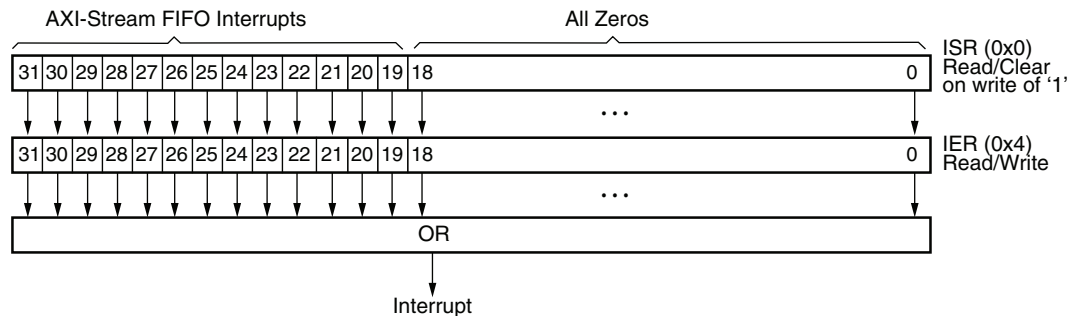 AXI-Stream FIFO Interrupts All Zeros
31 30 29 28 27 26 25 24 23 22 21 20 19 18 0
ISR (0x0)
Read/Clear
on write of ‘1’
...
31 30 29 28 27 26 25 24 23 22 21 20 19 18 0
IER (0x4)
Read/Write
...
OR
Interrupt